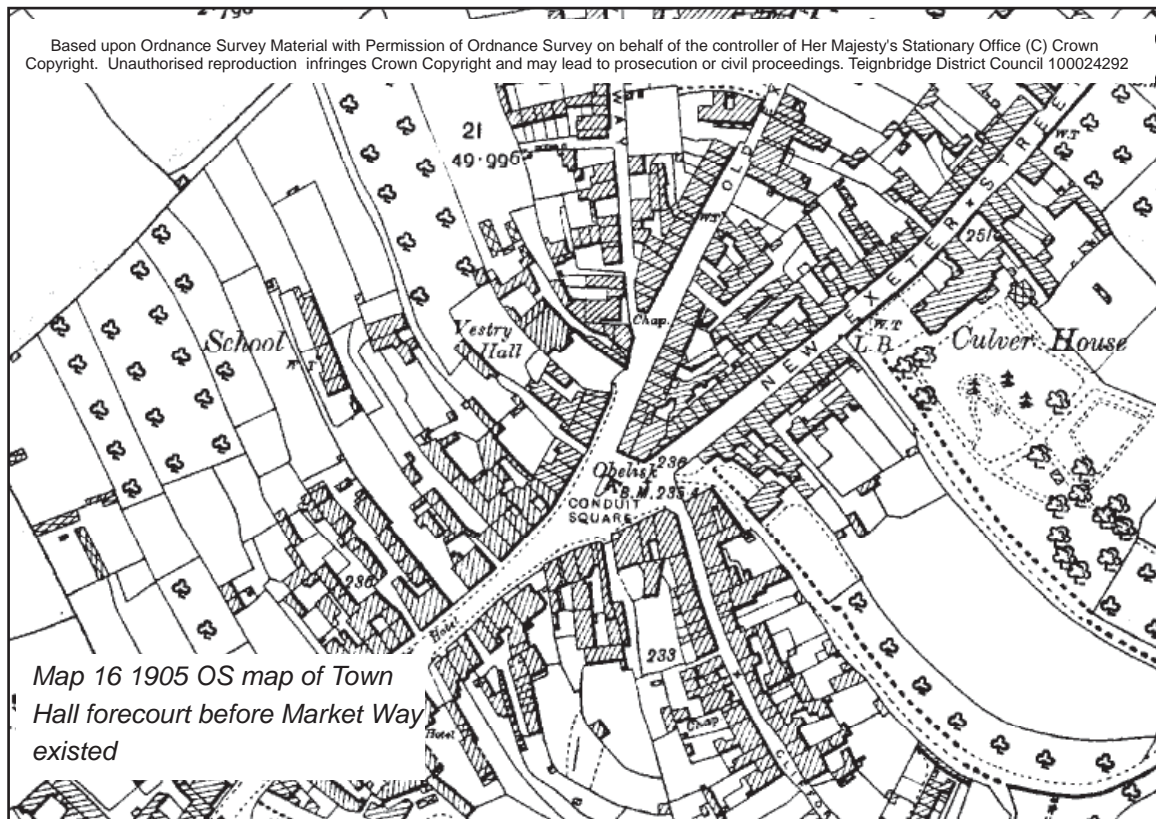 Based upon Ordnance Survey Material with Permission of Ordnance Survey on behalf of the controller of Her Majesty's Stationary Office (C) Crown
Copyright. Unauthorised reproduction infringes Crown Copyright and may lead to prosecution or civil proceedings. Teignbridge District Council 100024292
21
49·996
OLD
W.T
NEW EXETER STREE
W.T
251
School
W.T
Vestry
Hall
Chap.
W.T
L.B.
Culver House
Obelisk
236
B.M. 235.4
CONDUIT
SQUARE
236
Hotel
233
Chap
Hotel
Map 16 1905 OS map of Town
Hall forecourt before Market Way
existed